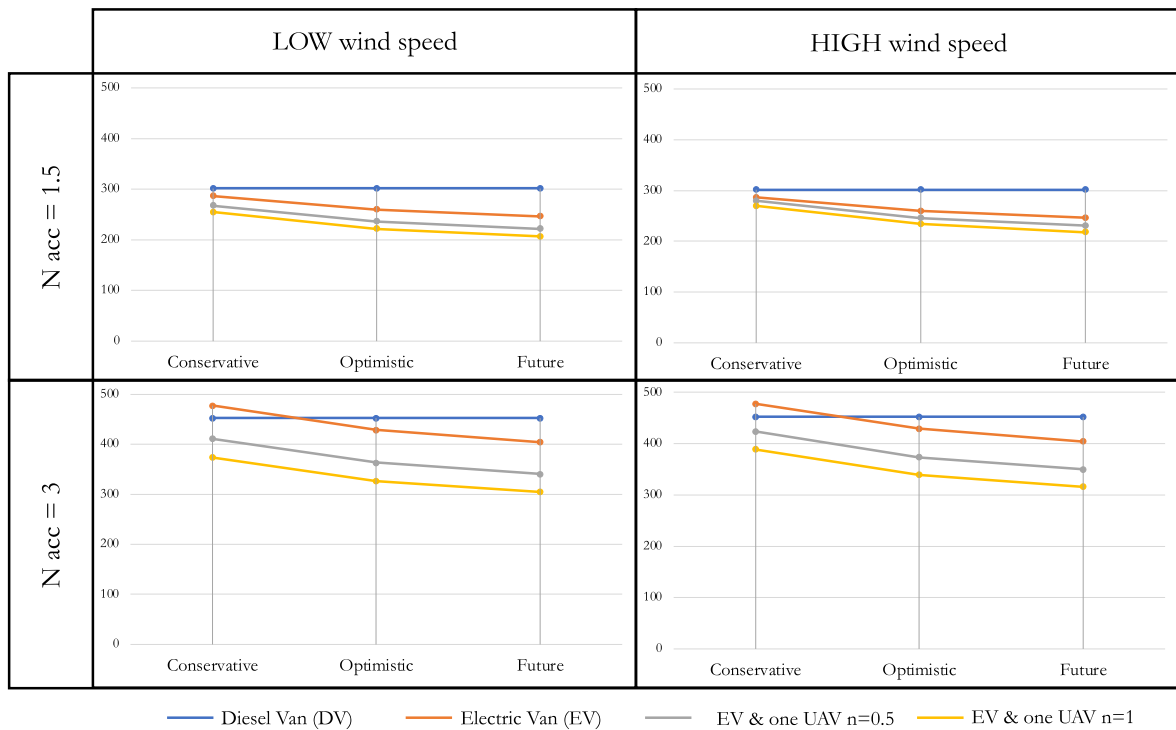 LOW wind speed
HIGH wind speed
N acc = 1.5
500
400
300
200
100
0
Conservative
Optimistic
Future
500
400
300
200
100
0
Conservative
Optimistic
Future
N acc = 3
500
400
300
200
100
0
Conservative
Optimistic
Future
500
400
300
200
100
0
Conservative
Optimistic
Future
Diesel Van (DV)
Electric Van (EV)
EV & one UAV n=0.5
EV & one UAV n=1